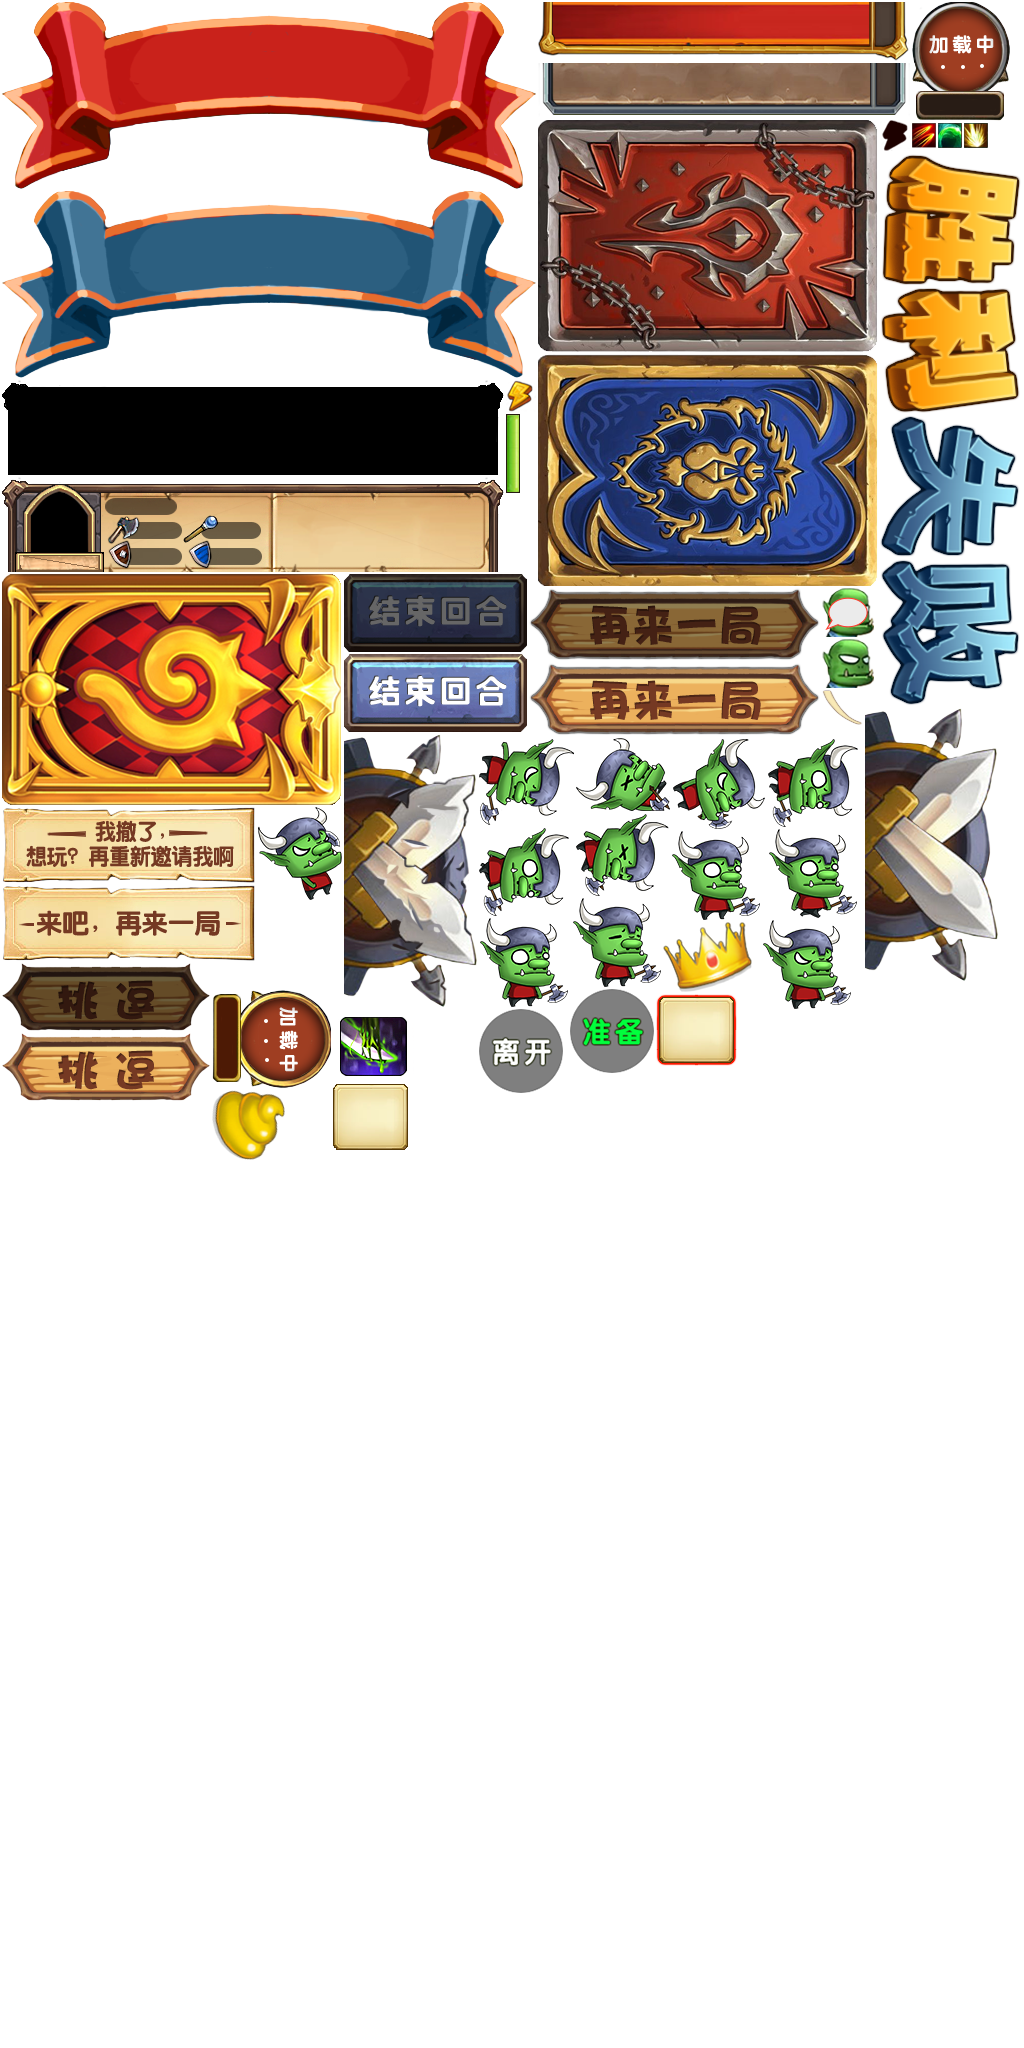 加载中
...
胜利
失败
结束回合
结束回合
再来一局
再来一局
我撤了,
想玩？再重新邀请我啊
来吧，再来一局
挑逗
挑逗
加载中
...
离开
准备